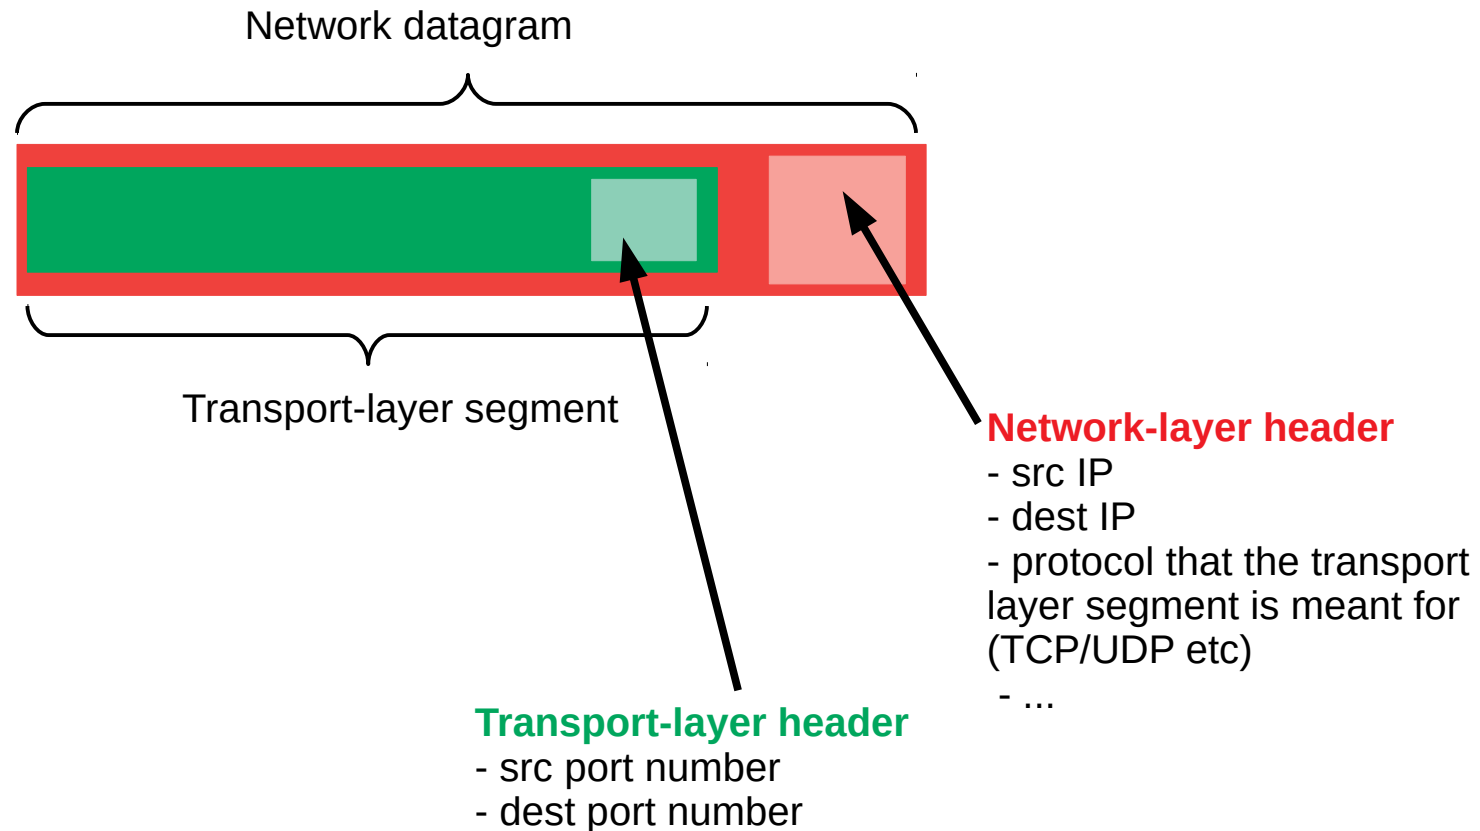 Network datagram
Transport-layer segment
Network-layer header
- src IP
- dest IP
- protocol that the transport
layer segment is meant for
(TCP/UDP etc)
- ...
Transport-layer header
- src port number
- dest port number